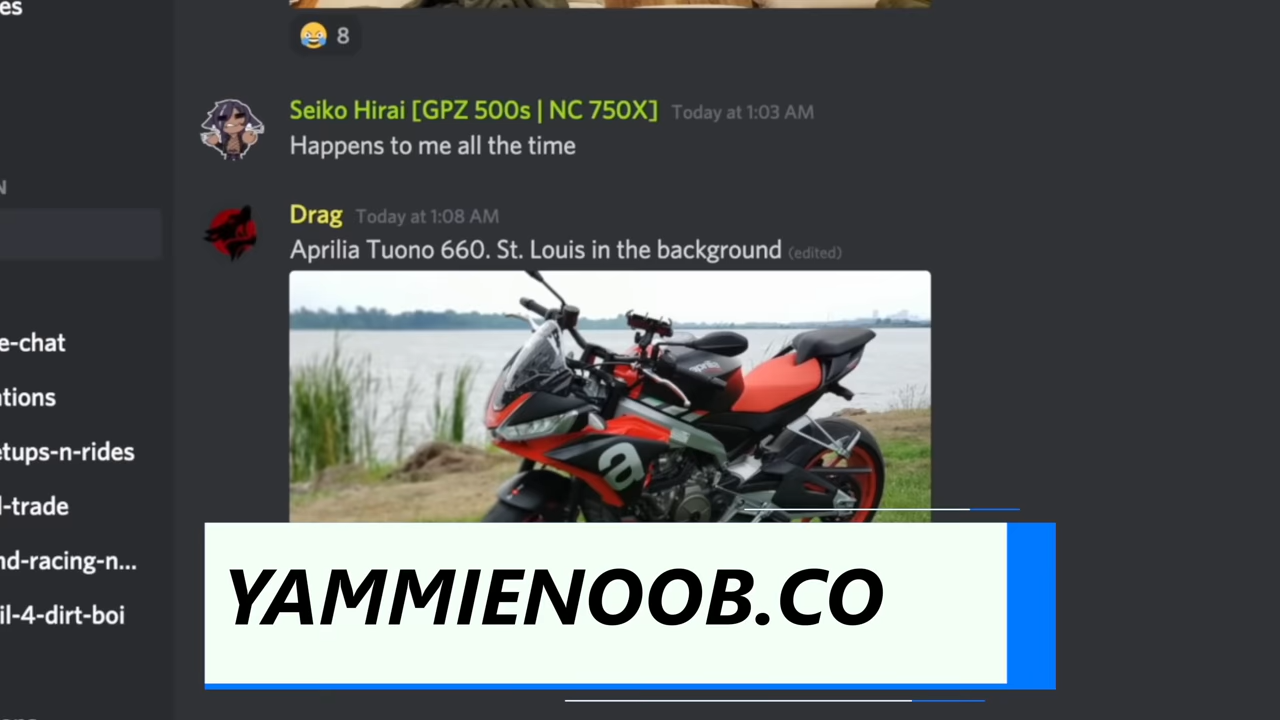 es
8
Seiko Hirai [GPZ 500s | NC 750X] Today at 1:03 AM
Happens to me all the time
N
Drag Today at 1:08 AM
Aprilia Tuono 660. St. Louis in the background (edited)
e-chat
ations
etups-n-rides
l-trade
nd-racing-n...
il-4-dirt-boi
aprilia
a
YAMMIENOOB.CO